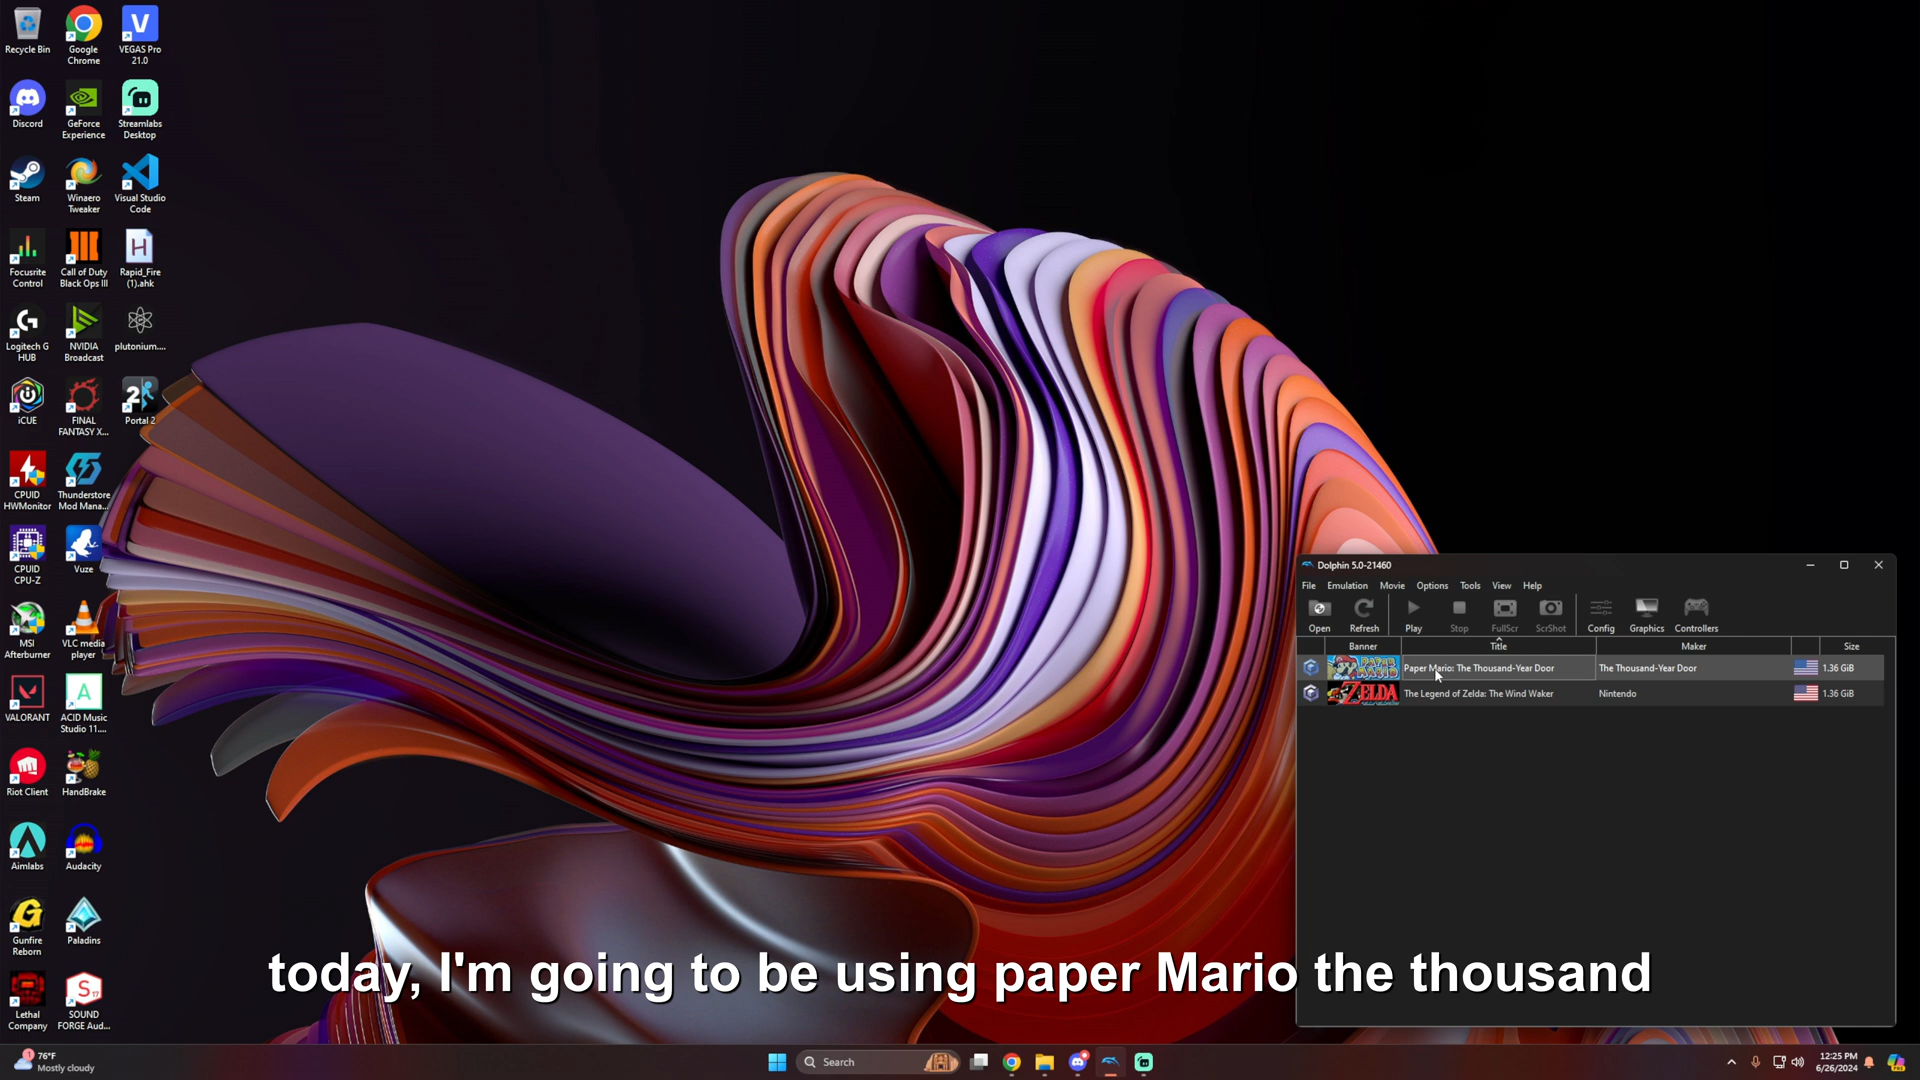 Recycle Bin
Google
Chrome
VEGAS Pro
21.0
Discord
GeForce
Experience
Streamlabs
Desktop
Steam
Winaero
Tweaker
Visual Studio
Code
Focusrite
Control
Call of Duty
Black Ops III
Rapid_Fire
(1).ahk
Logitech G
HUB
NVIDIA
Broadcast
plutonium....
iCUE
FINAL
FANTASY X...
Portal 2
CPUID
HWMonitor
Thunderstore
Mod Mana...
CPUID
CPU-Z
Vuze
MSI
Afterburner
VLC media
player
VALORANT
ACID Music
Studio 11....
Riot Client
HandBrake
Aimlabs
Audacity
Gunfire
Reborn
Paladins
Lethal
Company
SOUND
FORGE Aud...
Dolphin 5.0-21460
File Emulation Movie Options Tools View Help
Open Refresh Play Stop FullScr ScrShot Config Graphics Controllers
Banner Title Maker Size
PAPER MARIO Paper Mario: The Thousand-Year Door The Thousand-Year Door 1.36 GiB
ZELDA The Legend of Zelda: The Wind Waker Nintendo 1.36 GiB
today, I'm going to be using paper Mario the thousand
76°F
Mostly cloudy
Search
12:25 PM
6/26/2024